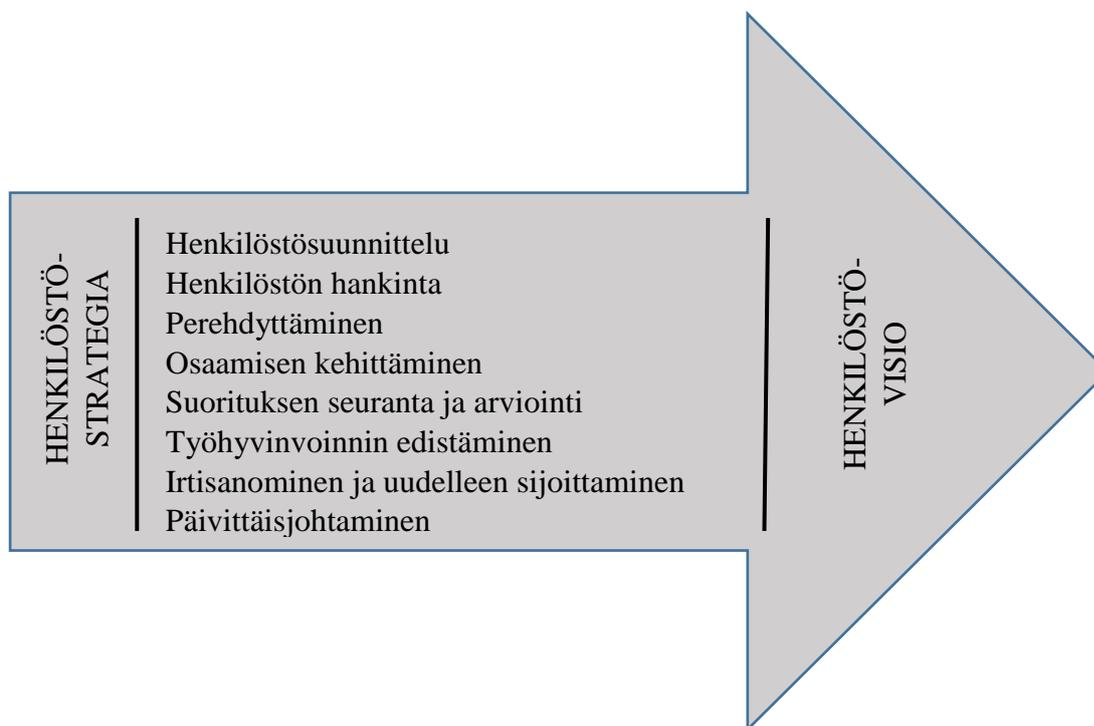 HENKILÖSTÖ-
STRATEGIA
Henkilöstösuunnittelu
Henkilöstön hankinta
Perehdyttäminen
Osaamisen kehittäminen
Suorituksen seuranta ja arviointi
Työhyvinvoinnin edistäminen
Irtisanominen ja uudelleen sijoittaminen
Päivittäisjohtaminen
HENKILÖSTÖ-
VISIO